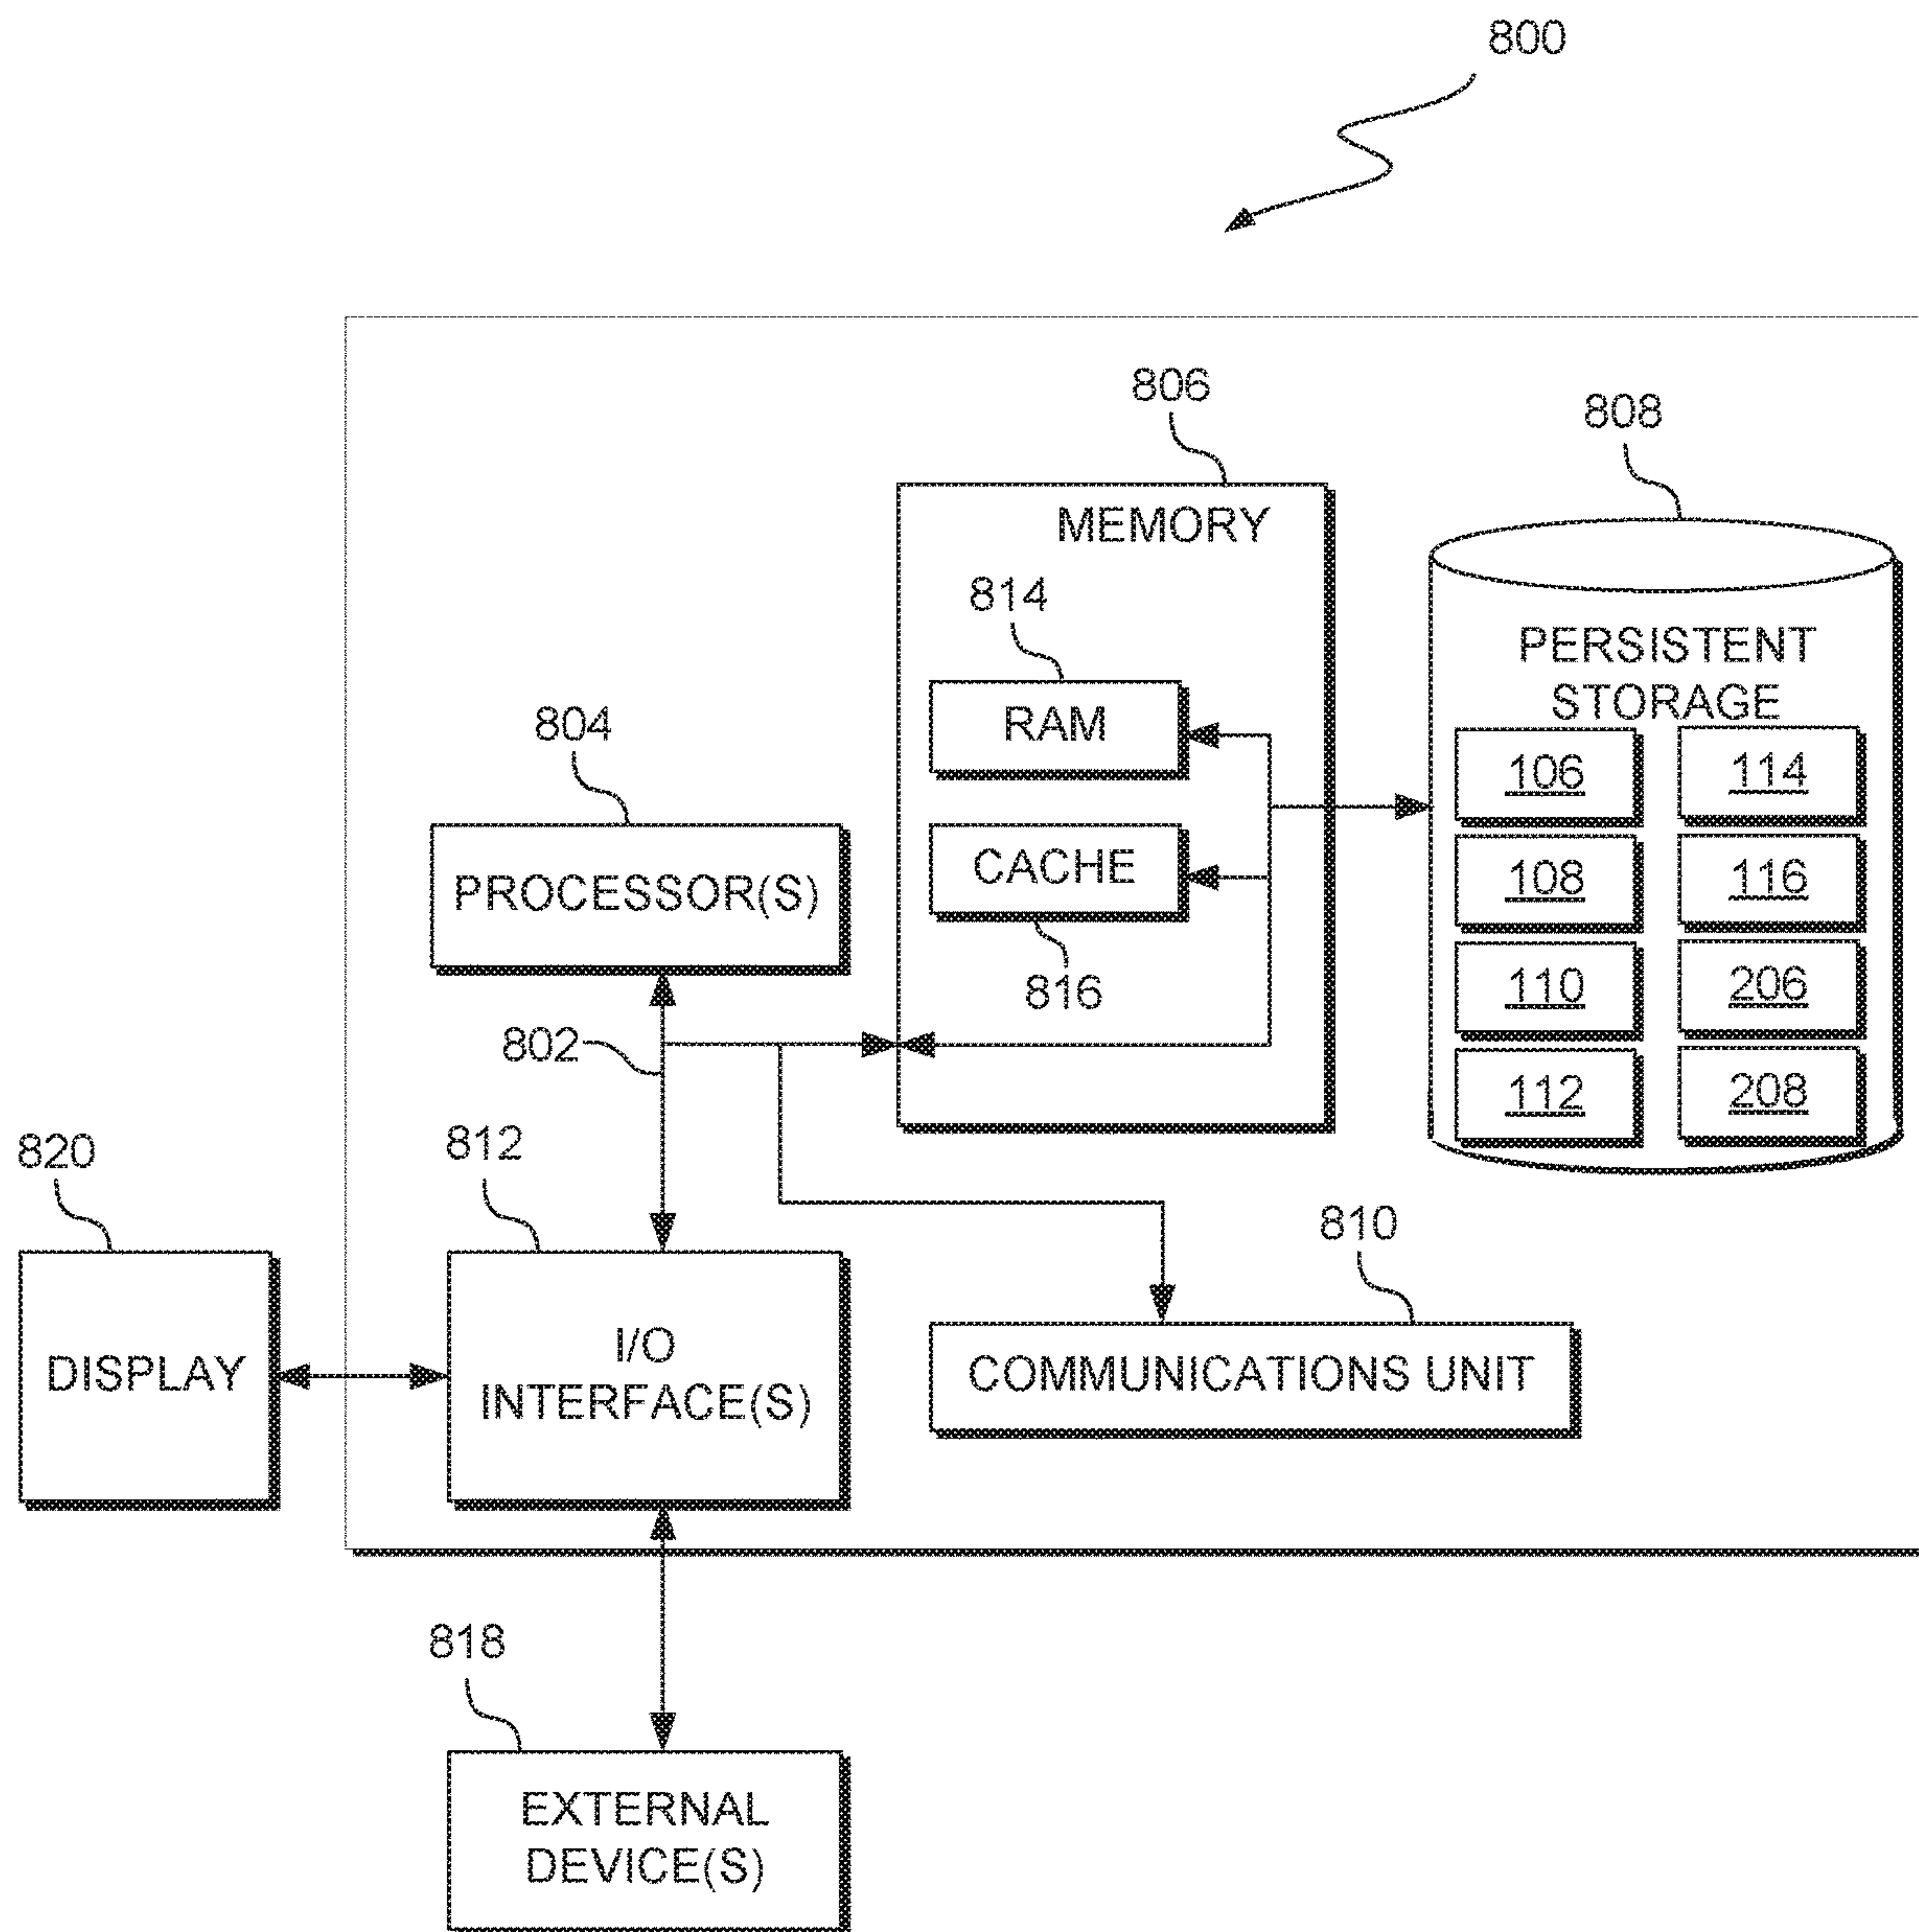 800
806
808
MEMORY
814
PERSISTENT
STORAGE
RAM
804
106
114
CACHE
PROCESSOR(S)
108
116
816
110
206
802
112
208
820
812
810
DISPLAY
I/O
INTERFACE(S)
COMMUNICATIONS UNIT
818
EXTERNAL
DEVICE(S)